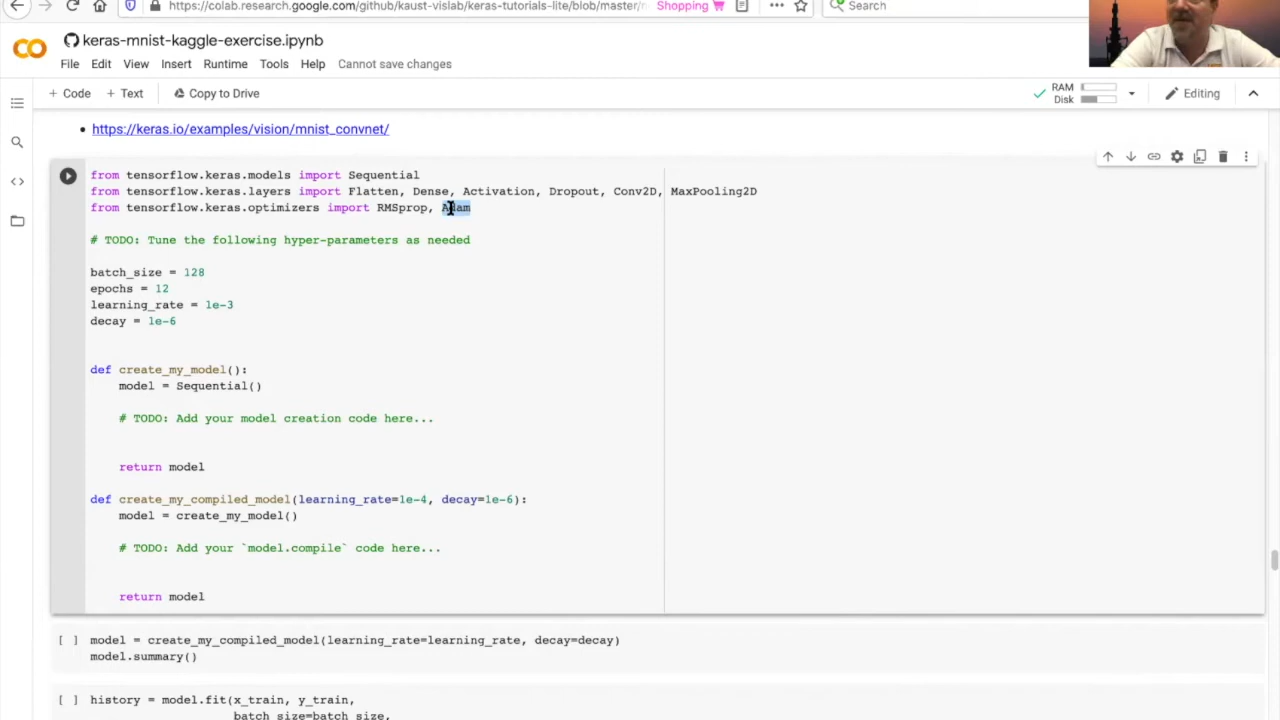 https://colab.research.google.com/github/kaust-vislab/keras-tutorials-lite/blob/master/
Shopping
Search
keras-mnist-kaggle-exercise.ipynb
File Edit View Insert Runtime Tools Help Cannot save changes
+ Code + Text Copy to Drive
RAM
Disk
Editing
• https://keras.io/examples/vision/mnist_convnet/
from tensorflow.keras.models import Sequential
from tensorflow.keras.layers import Flatten, Dense, Activation, Dropout, Conv2D, MaxPooling2D
from tensorflow.keras.optimizers import RMSprop, Adam
# TODO: Tune the following hyper-parameters as needed
batch_size = 128
epochs = 12
learning_rate = 1e-3
decay = 1e-6
def create_my_model():
model = Sequential()
# TODO: Add your model creation code here...
return model
def create_my_compiled_model(learning_rate=1e-4, decay=1e-6):
model = create_my_model()
# TODO: Add your `model.compile` code here...
return model
[ ] model = create_my_compiled_model(learning_rate=learning_rate, decay=decay)
model.summary()
[ ] history = model.fit(x_train, y_train,
batch_size=batch_size,